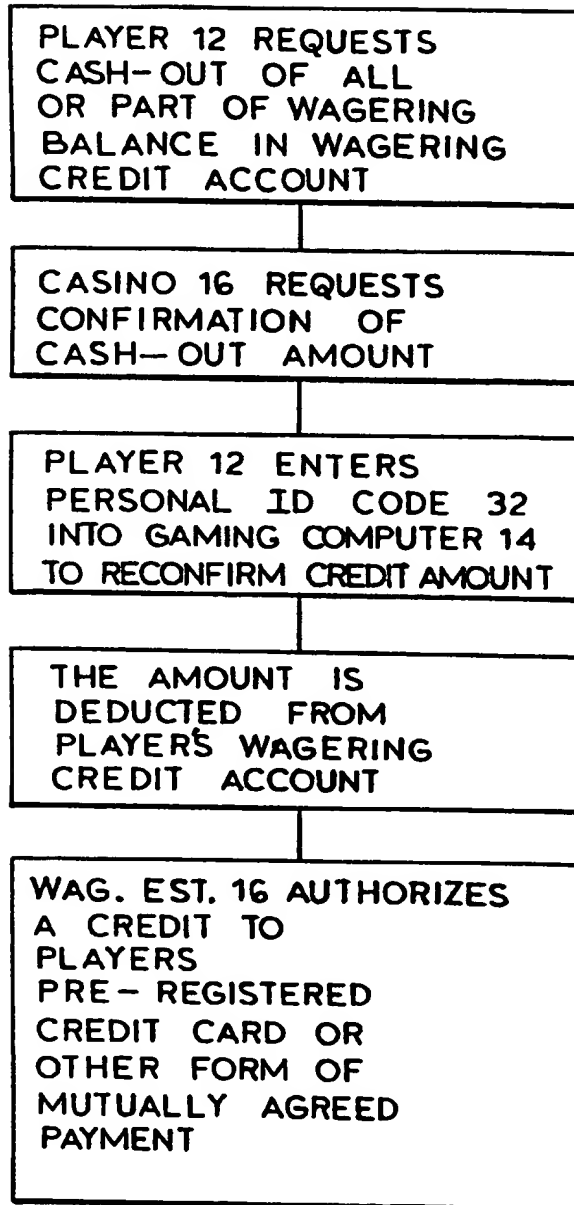 PLAYER 12 REQUESTS
CASH-OUT OF ALL
OR PART OF WAGERING
BALANCE IN WAGERING
CREDIT ACCOUNT
CASINO 16 REQUESTS
CONFIRMATION OF
CASH-OUT AMOUNT
PLAYER 12 ENTERS
PERSONAL ID CODE 32
INTO GAMING COMPUTER 14
TO RECONFIRM CREDIT AMOUNT
THE AMOUNT IS
DEDUCTED FROM
PLAYER'S WAGERING
CREDIT ACCOUNT
WAG. EST. 16 AUTHORIZES
A CREDIT TO
PLAYERS
PRE-REGISTERED
CREDIT CARD OR
OTHER FORM OF
MUTUALLY AGREED
PAYMENT